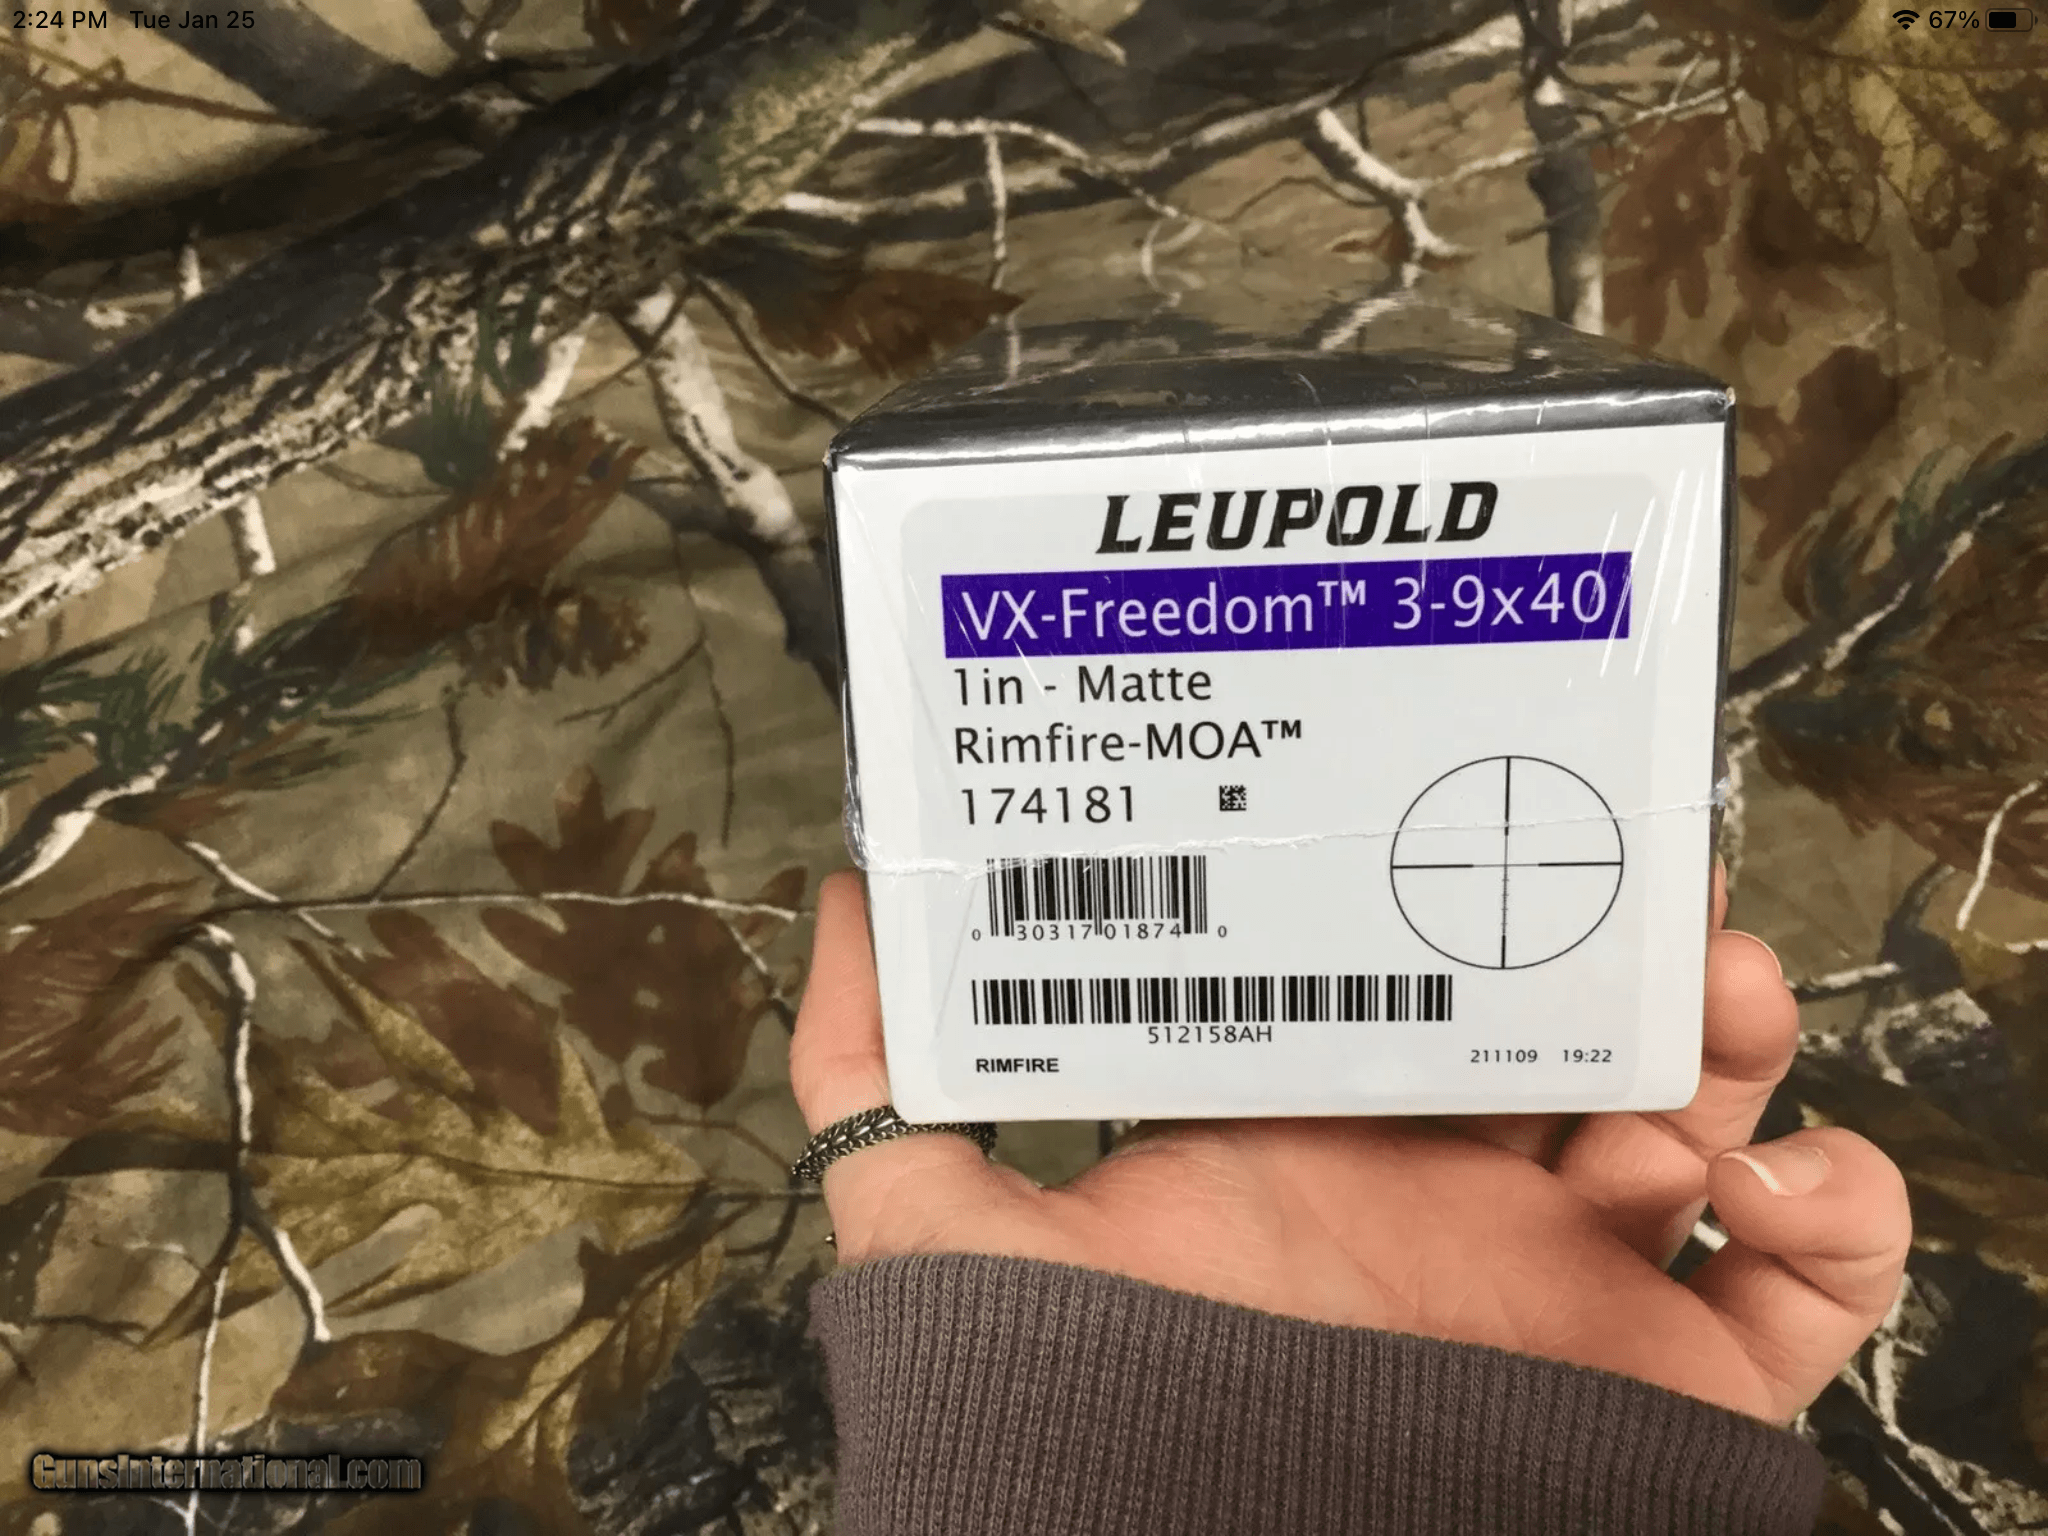 2:24 PM Tue Jan 25
67%
LEUPOLD
VX-Freedom™ 3-9x40
1in - Matte
Rimfire-MOA™
174181
0 30317 01874 0
512158AH
RIMFIRE
211109 19:22
GunsInternational.com